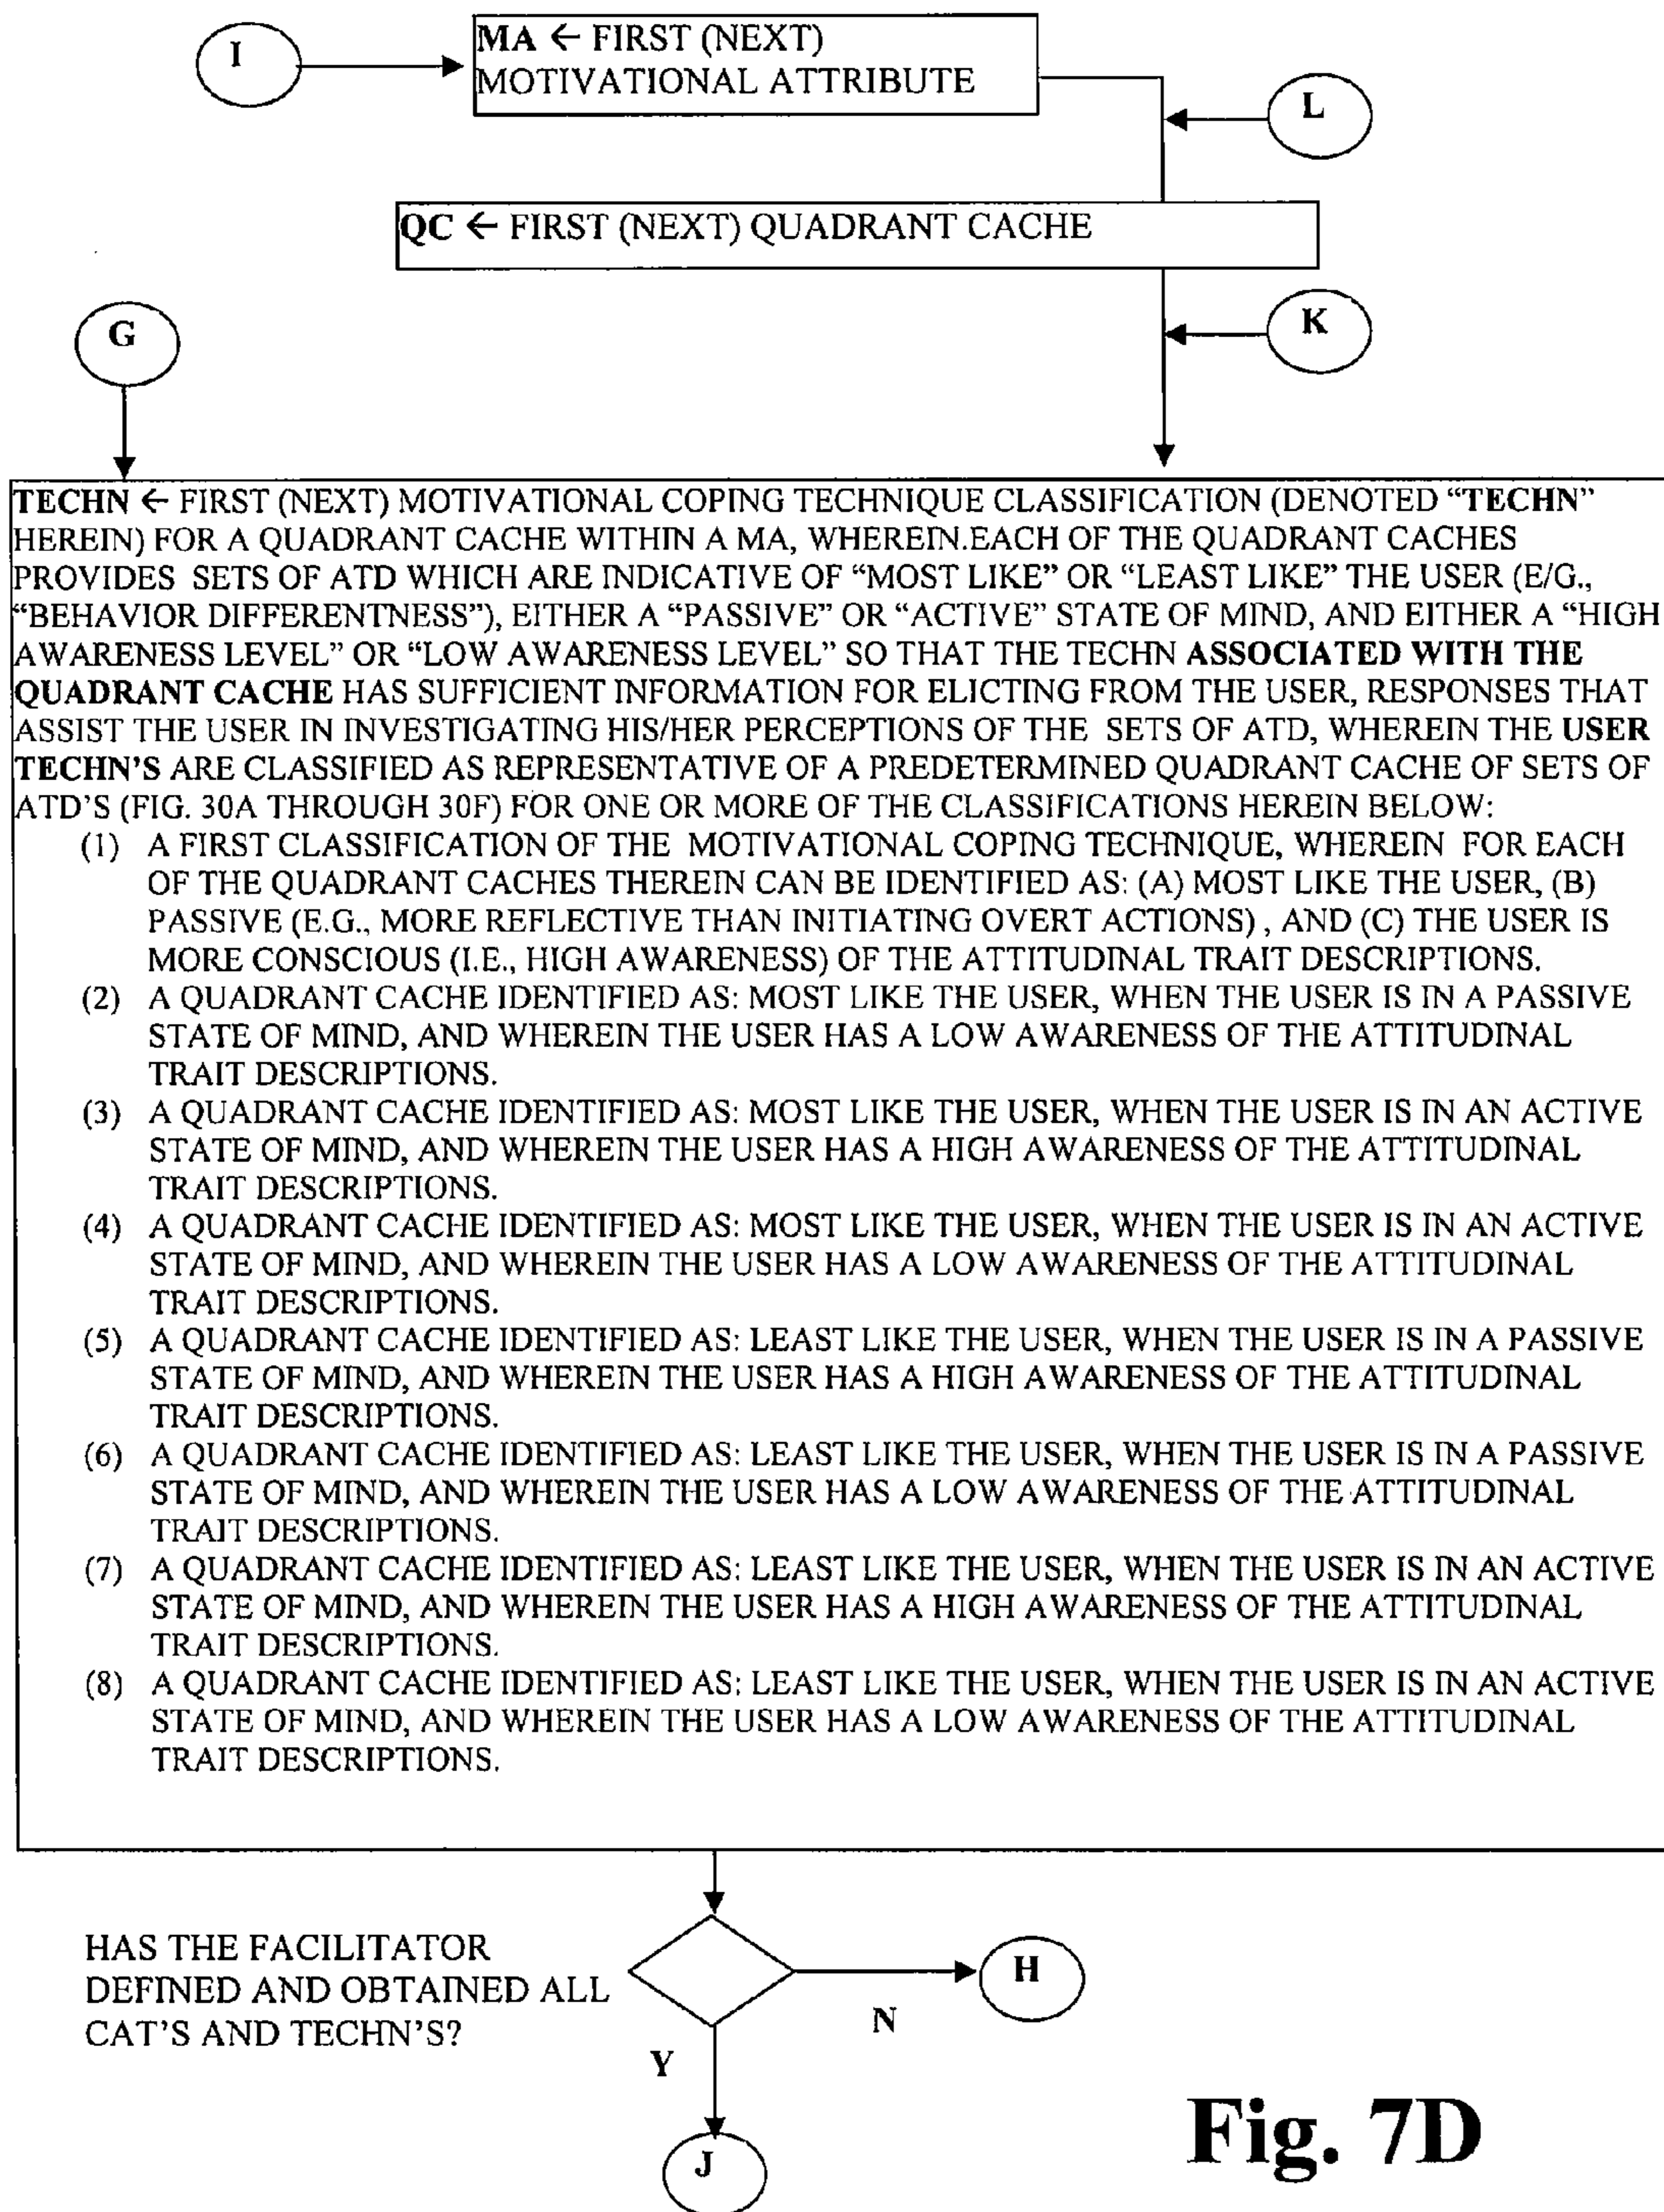 I
MA ← FIRST (NEXT)
MOTIVATIONAL ATTRIBUTE
L
QC ← FIRST (NEXT) QUADRANT CACHE
G
K
TECHN ← FIRST (NEXT) MOTIVATIONAL COPING TECHNIQUE CLASSIFICATION (DENOTED “TECHN”
HEREIN) FOR A QUADRANT CACHE WITHIN A MA, WHEREIN.EACH OF THE QUADRANT CACHES
PROVIDES SETS OF ATD WHICH ARE INDICATIVE OF “MOST LIKE” OR “LEAST LIKE” THE USER (E/G.,
“BEHAVIOR DIFFERENTNESS”), EITHER A “PASSIVE” OR “ACTIVE” STATE OF MIND, AND EITHER A “HIGH
AWARENESS LEVEL” OR “LOW AWARENESS LEVEL” SO THAT THE TECHN ASSOCIATED WITH THE
QUADRANT CACHE HAS SUFFICIENT INFORMATION FOR ELICTING FROM THE USER, RESPONSES THAT
ASSIST THE USER IN INVESTIGATING HIS/HER PERCEPTIONS OF THE SETS OF ATD, WHEREIN THE USER
TECHN'S ARE CLASSIFIED AS REPRESENTATIVE OF A PREDETERMINED QUADRANT CACHE OF SETS OF
ATD'S (FIG. 30A THROUGH 30F) FOR ONE OR MORE OF THE CLASSIFICATIONS HEREIN BELOW:
(1) A FIRST CLASSIFICATION OF THE MOTIVATIONAL COPING TECHNIQUE, WHEREIN FOR EACH
OF THE QUADRANT CACHES THEREIN CAN BE IDENTIFIED AS: (A) MOST LIKE THE USER, (B)
PASSIVE (E.G., MORE REFLECTIVE THAN INITIATING OVERT ACTIONS) , AND (C) THE USER IS
MORE CONSCIOUS (I.E., HIGH AWARENESS) OF THE ATTITUDINAL TRAIT DESCRIPTIONS.
(2) A QUADRANT CACHE IDENTIFIED AS: MOST LIKE THE USER, WHEN THE USER IS IN A PASSIVE
STATE OF MIND, AND WHEREIN THE USER HAS A LOW AWARENESS OF THE ATTITUDINAL
TRAIT DESCRIPTIONS.
(3) A QUADRANT CACHE IDENTIFIED AS: MOST LIKE THE USER, WHEN THE USER IS IN AN ACTIVE
STATE OF MIND, AND WHEREIN THE USER HAS A HIGH AWARENESS OF THE ATTITUDINAL
TRAIT DESCRIPTIONS.
(4) A QUADRANT CACHE IDENTIFIED AS: MOST LIKE THE USER, WHEN THE USER IS IN AN ACTIVE
STATE OF MIND, AND WHEREIN THE USER HAS A LOW AWARENESS OF THE ATTITUDINAL
TRAIT DESCRIPTIONS.
(5) A QUADRANT CACHE IDENTIFIED AS: LEAST LIKE THE USER, WHEN THE USER IS IN A PASSIVE
STATE OF MIND, AND WHEREIN THE USER HAS A HIGH AWARENESS OF THE ATTITUDINAL
TRAIT DESCRIPTIONS.
(6) A QUADRANT CACHE IDENTIFIED AS: LEAST LIKE THE USER, WHEN THE USER IS IN A PASSIVE
STATE OF MIND, AND WHEREIN THE USER HAS A LOW AWARENESS OF THE ATTITUDINAL
TRAIT DESCRIPTIONS.
(7) A QUADRANT CACHE IDENTIFIED AS: LEAST LIKE THE USER, WHEN THE USER IS IN AN ACTIVE
STATE OF MIND, AND WHEREIN THE USER HAS A HIGH AWARENESS OF THE ATTITUDINAL
TRAIT DESCRIPTIONS.
(8) A QUADRANT CACHE IDENTIFIED AS: LEAST LIKE THE USER, WHEN THE USER IS IN AN ACTIVE
STATE OF MIND, AND WHEREIN THE USER HAS A LOW AWARENESS OF THE ATTITUDINAL
TRAIT DESCRIPTIONS.
HAS THE FACILITATOR
DEFINED AND OBTAINED ALL
CAT'S AND TECHN'S?
H
N
Y
J
Fig. 7D